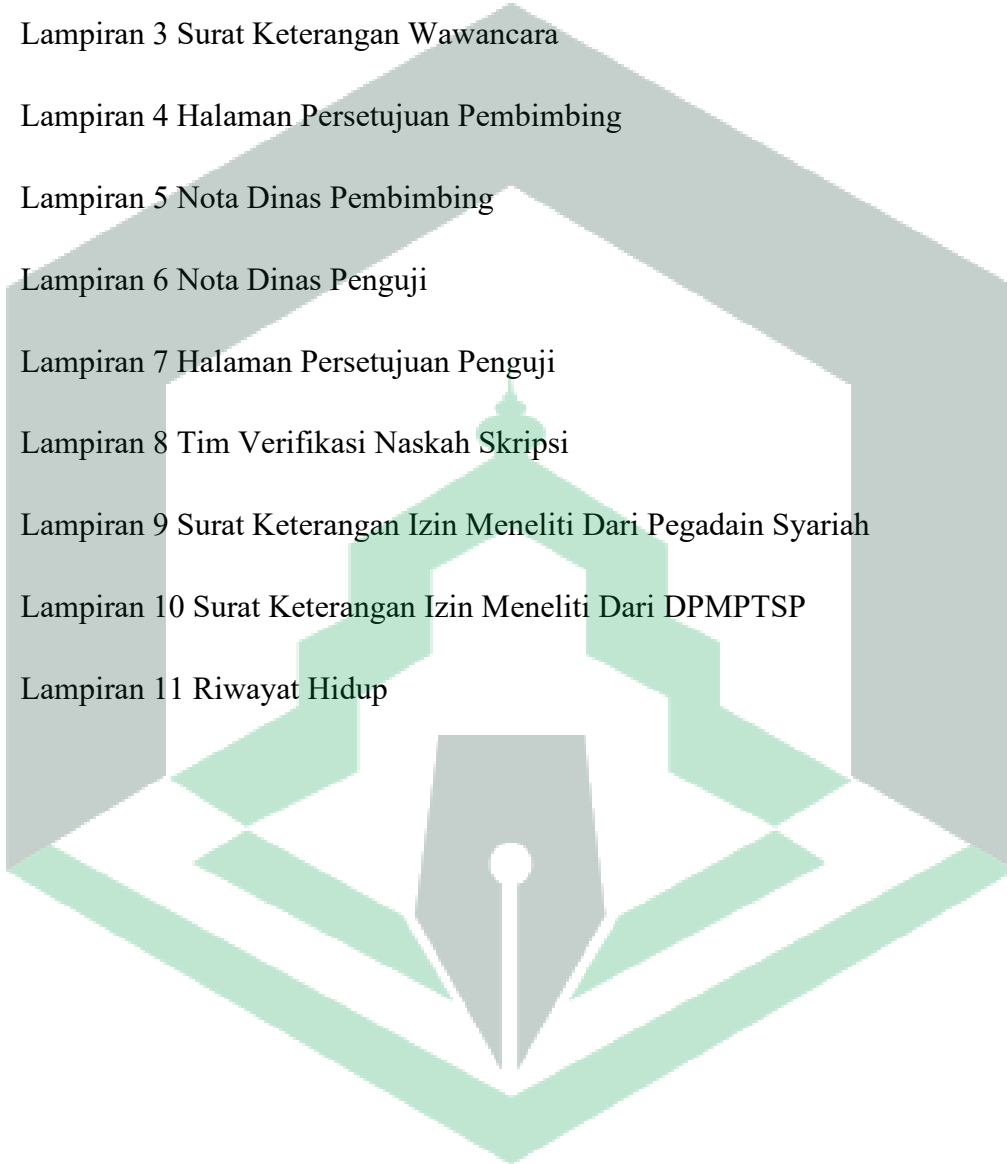 Lampiran 3 Surat Keterangan Wawancara
Lampiran 4 Halaman Persetujuan Pembimbing
Lampiran 5 Nota Dinas Pembimbing
Lampiran 6 Nota Dinas Penguji
Lampiran 7 Halaman Persetujuan Penguji
Lampiran 8 Tim Verifikasi Naskah Skripsi
Lampiran 9 Surat Keterangan Izin Meneliti Dari Pegadain Syariah
Lampiran 10 Surat Keterangan Izin Meneliti Dari DPMPTSP
Lampiran 11 Riwayat Hidup